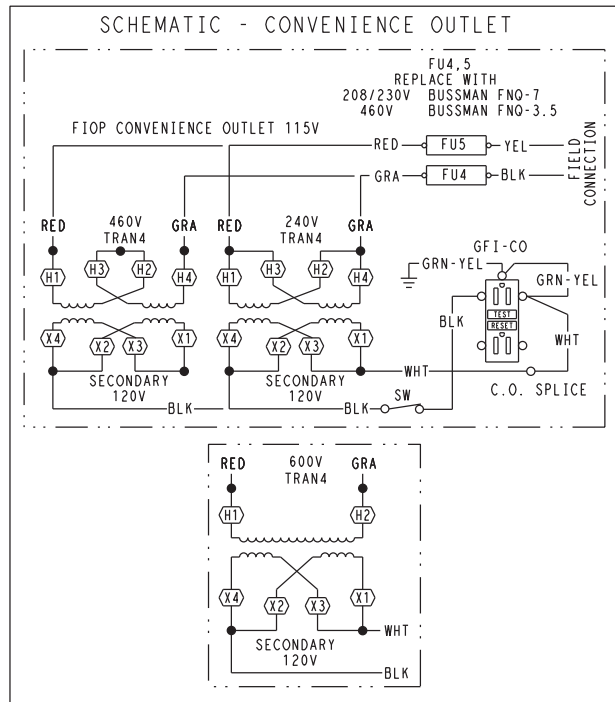 SCHEMATIC - CONVENIENCE OUTLET
FU4,5
REPLACE WITH
208/230V BUSSMAN FNQ-7
460V BUSSMAN FNQ-3.5
FIOP CONVENIENCE OUTLET 115V
RED FU5 YEL
GRA FU4 BLK
FIELD
CONNECTION
RED 460V GRA RED 240V GRA
TRAN4 TRAN4
H1 H3 H2 H4 H1 H3 H2 H4
GFI-CO
GRN-YEL
GRN-YEL
BLK
TEST
RESET
WHT
X4 X2 X3 X1 X4 X2 X3 X1
SECONDARY SECONDARY
120V 120V
WHT
C.O. SPLICE
SW
BLK BLK
RED 600V GRA
TRAN4
H1 H2
X4 X2 X3 X1
WHT
SECONDARY
120V
BLK